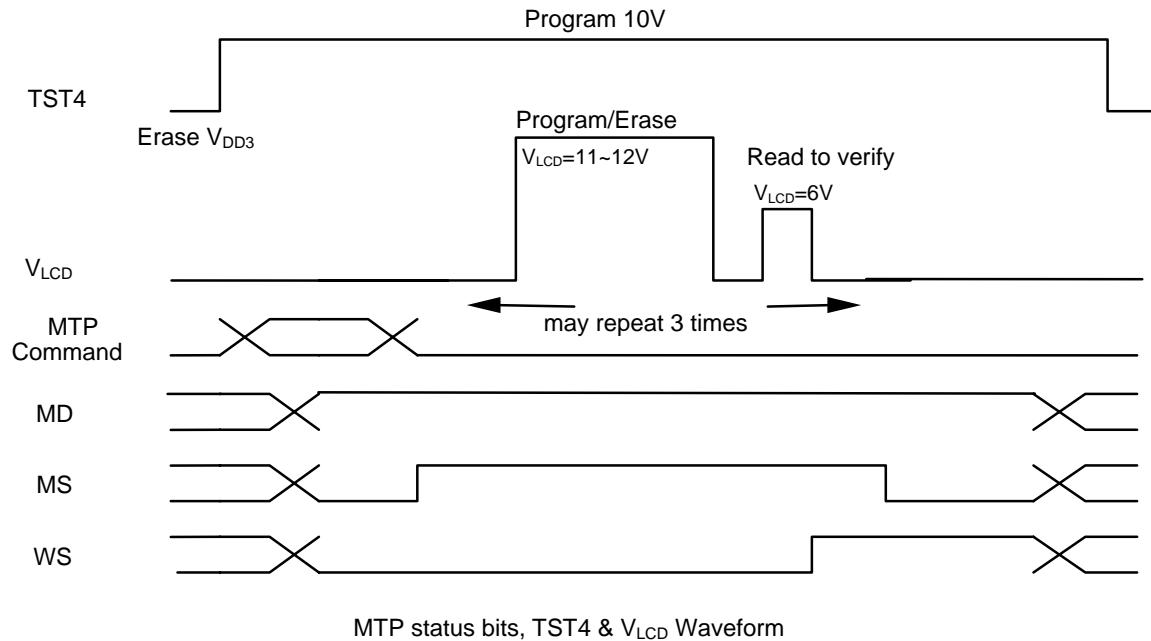 Program 10V
TST4
Erase VDD3
Program/Erase
VLCD=11~12V
Read to verify
VLCD=6V
VLCD
may repeat 3 times
MTP
Command
MD
MS
WS
MTP status bits, TST4 & VLCD Waveform